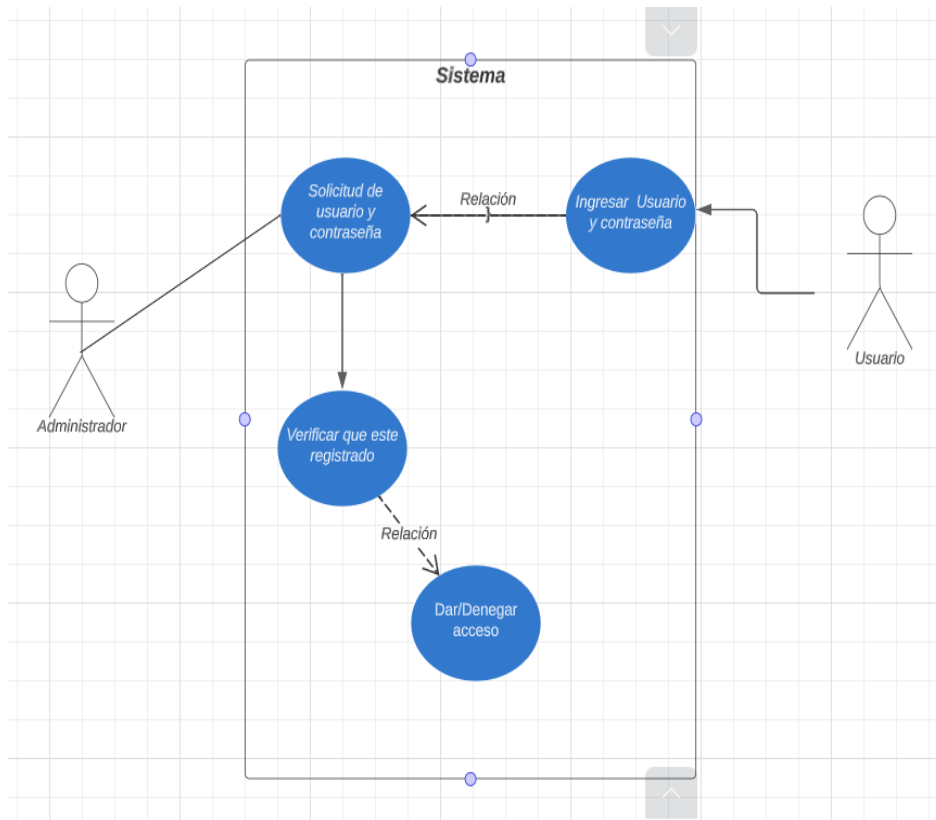 Sistema
Solicitud de
usuario y
contraseña
Relación
Ingresar Usuario
y contraseña
Usuario
Administrador
Verificar que este
registrado
Relación
Dar/Denegar
acceso